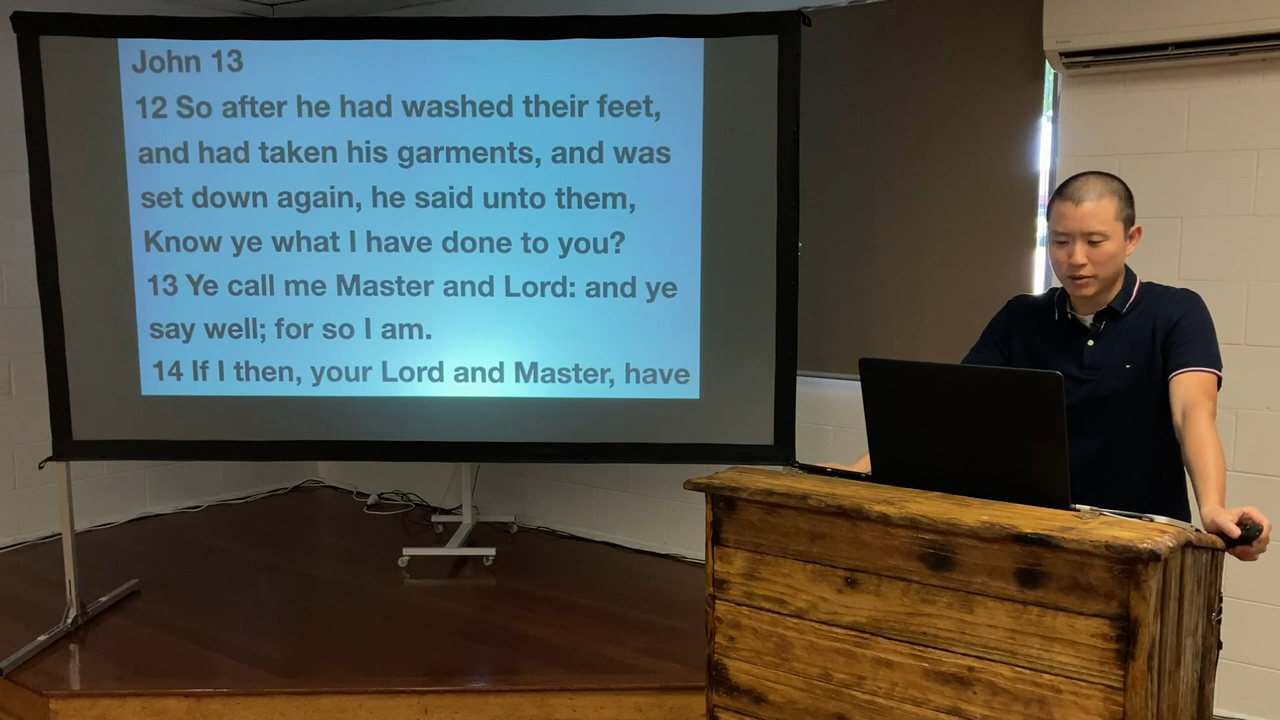 John 13
12 So after he had washed their feet,
and had taken his garments, and was
set down again, he said unto them,
Know ye what I have done to you?
13 Ye call me Master and Lord: and ye
say well; for so I am.
14 If I then, your Lord and Master, have